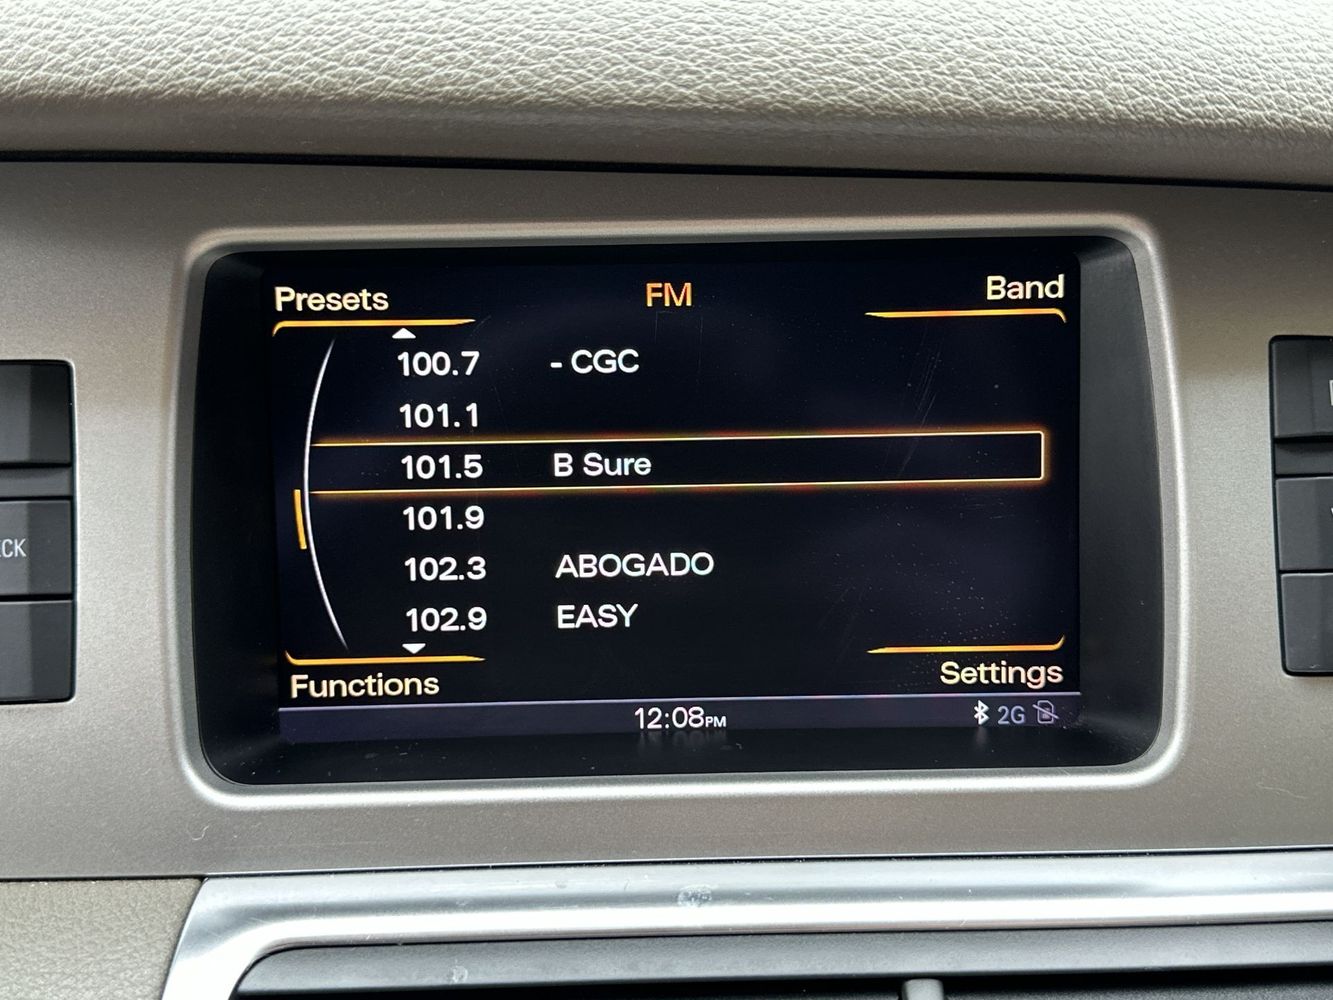 Presets FM Band
100.7 - CGC
101.1
101.5 B Sure
101.9
102.3 ABOGADO
102.9 EASY
Functions Settings
12:08PM 2G